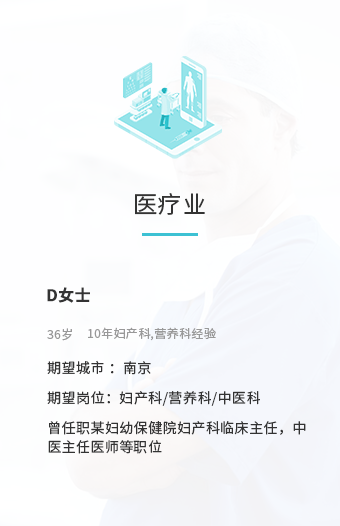 医疗业
D女士
36岁 10年妇产科,营养科经验
期望城市：南京
期望岗位：妇产科/营养科/中医科
曾任职某妇幼保健院妇产科临床主任，中
医主任医师等职位